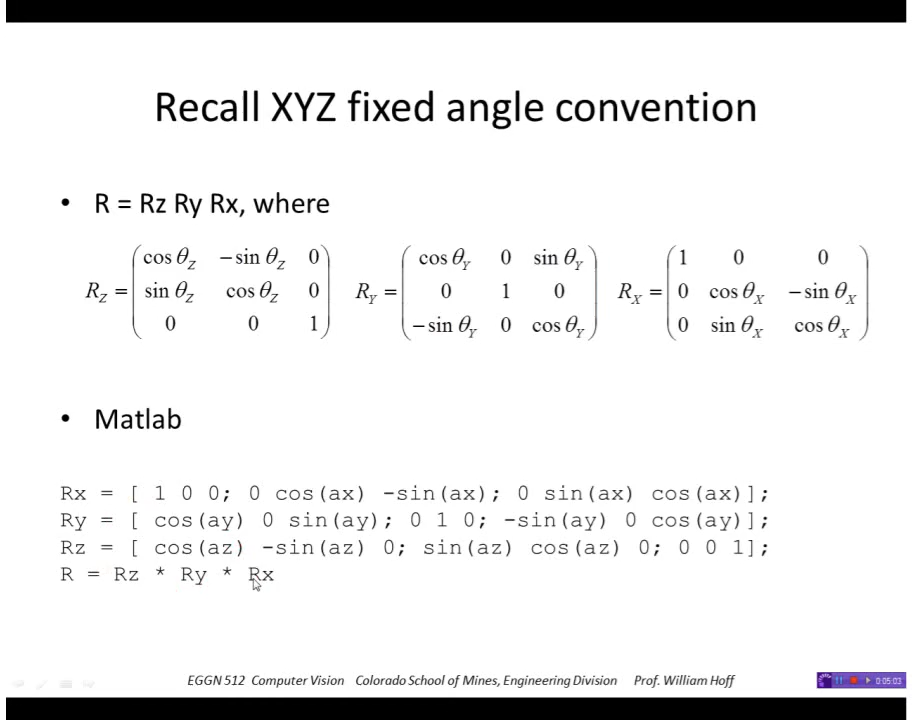 Recall XYZ fixed angle convention
• R = Rz Ry Rx, where
R_Z = ( cos θ_Z  − sin θ_Z  0 ; sin θ_Z  cos θ_Z  0 ; 0  0  1 )  R_Y = ( cos θ_Y  0  sin θ_Y ; 0  1  0 ; − sin θ_Y  0  cos θ_Y )  R_X = ( 1  0  0 ; 0  cos θ_X  − sin θ_X ; 0  sin θ_X  cos θ_X )
• Matlab
Rx = [ 1 0 0; 0 cos(ax) -sin(ax); 0 sin(ax) cos(ax)];
Ry = [ cos(ay) 0 sin(ay); 0 1 0; -sin(ay) 0 cos(ay)];
Rz = [ cos(az) -sin(az) 0; sin(az) cos(az) 0; 0 0 1];
R = Rz * Ry * Rx
EGGN 512 Computer Vision Colorado School of Mines, Engineering Division Prof. William Hoff
0:05:03